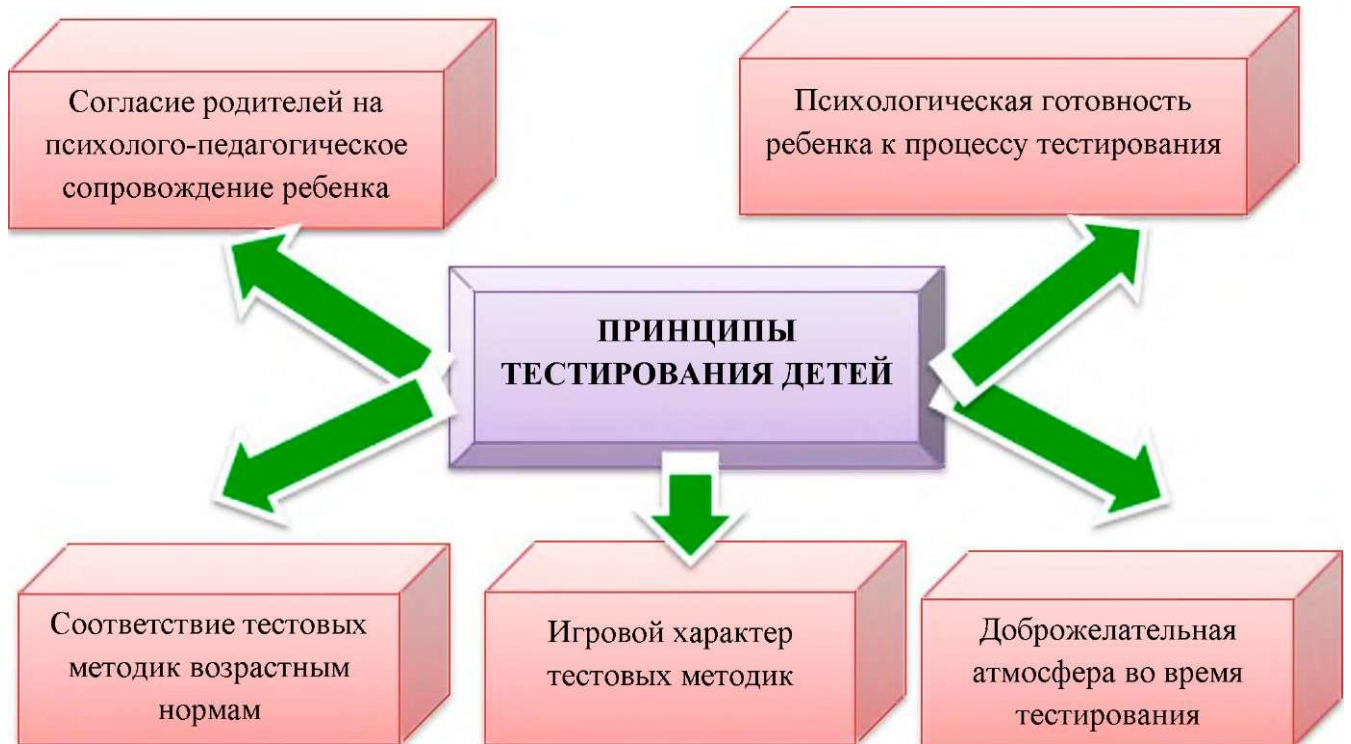 Согласие родителей на
психолого-педагогическое
сопровождение ребенка
Психологическая готовность
ребенка к процессу тестирования
ПРИНЦИПЫ
ТЕСТИРОВАНИЯ ДЕТЕЙ
Соответствие тестовых
методик возрастным
нормам
Игровой характер
тестовых методик
Доброжелательная
атмосфера во время
тестирования